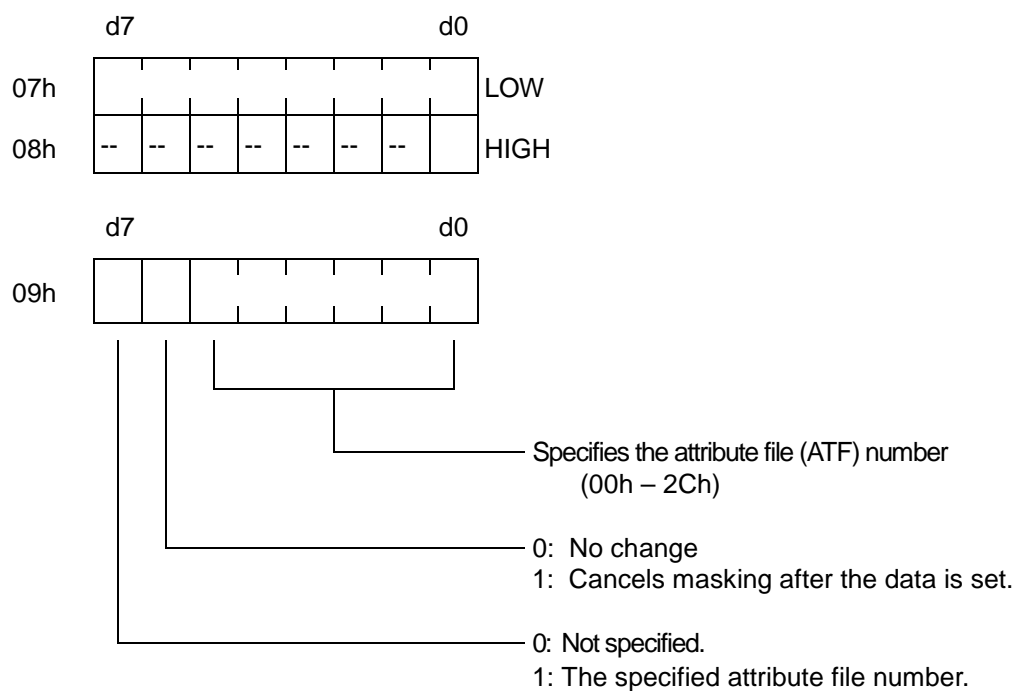 d7 d0
07h LOW
08h -- -- -- -- -- -- -- HIGH
d7 d0
09h
Specifies the attribute file (ATF) number
(00h – 2Ch)
0: No change
1: Cancels masking after the data is set.
0: Not specified.
1: The specified attribute file number.